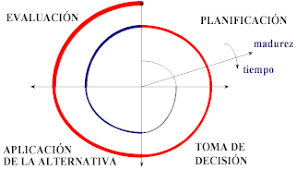 EVALUACIÓN
PLANIFICACIÓN
madurez
tiempo
APLICACIÓN
DE LA ALTERNATIVA
TOMA DE
DECISIÓN